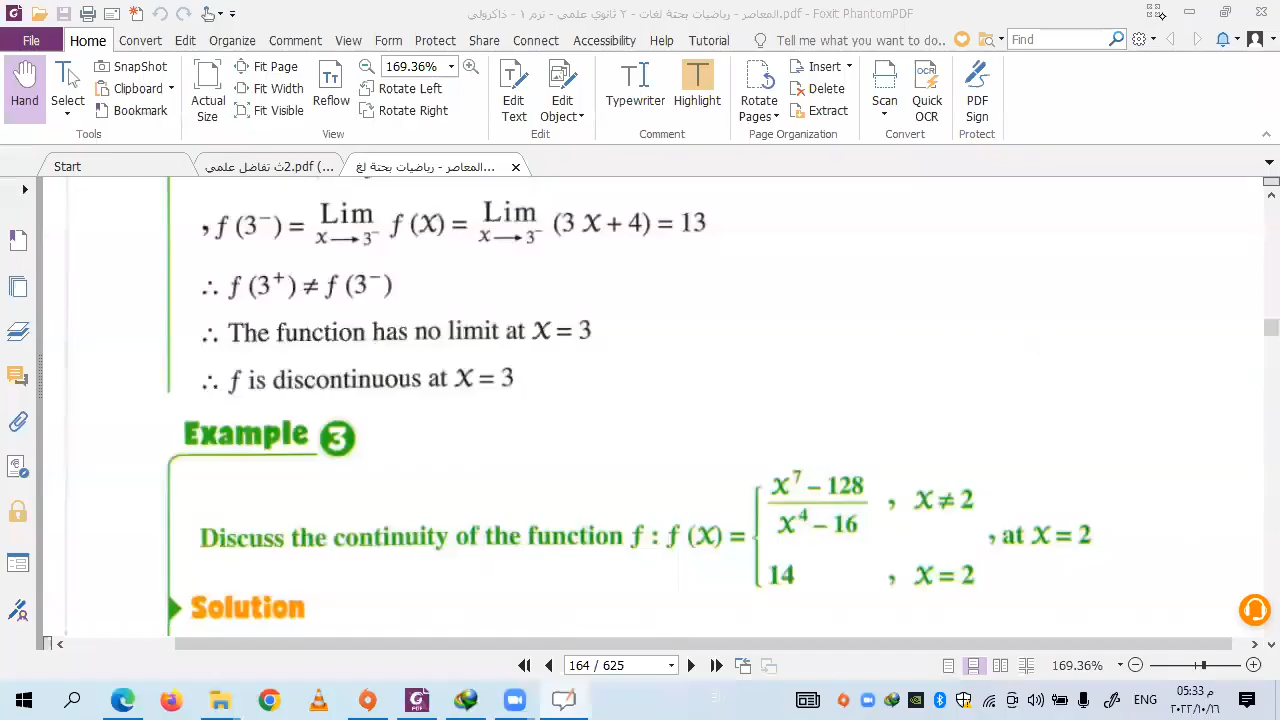 المعاصر - رياضيات بحتة لغات - ٢ ثانوي علمي - ترم ١ - ذاكرولي.pdf - Foxit PhantomPDF
File Home Convert Edit Organize Comment View Form Protect Share Connect Accessibility Help Tutorial Tell me what you want to do.. Find
Hand
Select
SnapShot
Clipboard
Bookmark
Tools
Actual Size
Fit Page
Fit Width
Fit Visible
Reflow
169.36%
Rotate Left
Rotate Right
View
Edit Text
Edit Object
Edit
Typewriter
Highlight
Comment
Rotate Pages
Insert
Delete
Extract
Page Organization
Scan
Quick OCR
Convert
PDF Sign
Protect
Start
2ث تفاضل علمي.pdf (...
المعاصر - رياضيات بحتة لغ...
, f (3⁻) = Lim x→3⁻ f (x) = Lim x→3⁻ (3 x + 4) = 13
∴ f (3⁺) ≠ f (3⁻)
∴ The function has no limit at x = 3
∴ f is discontinuous at x = 3
Example 3
Discuss the continuity of the function f : f (x) = { x⁷ – 128 / x⁴ – 16 , x ≠ 2
14 , x = 2
, at x = 2
Solution
164 / 625
169.36%
ENG
05:33 م
٢٠٢٢/١٠/٢٦